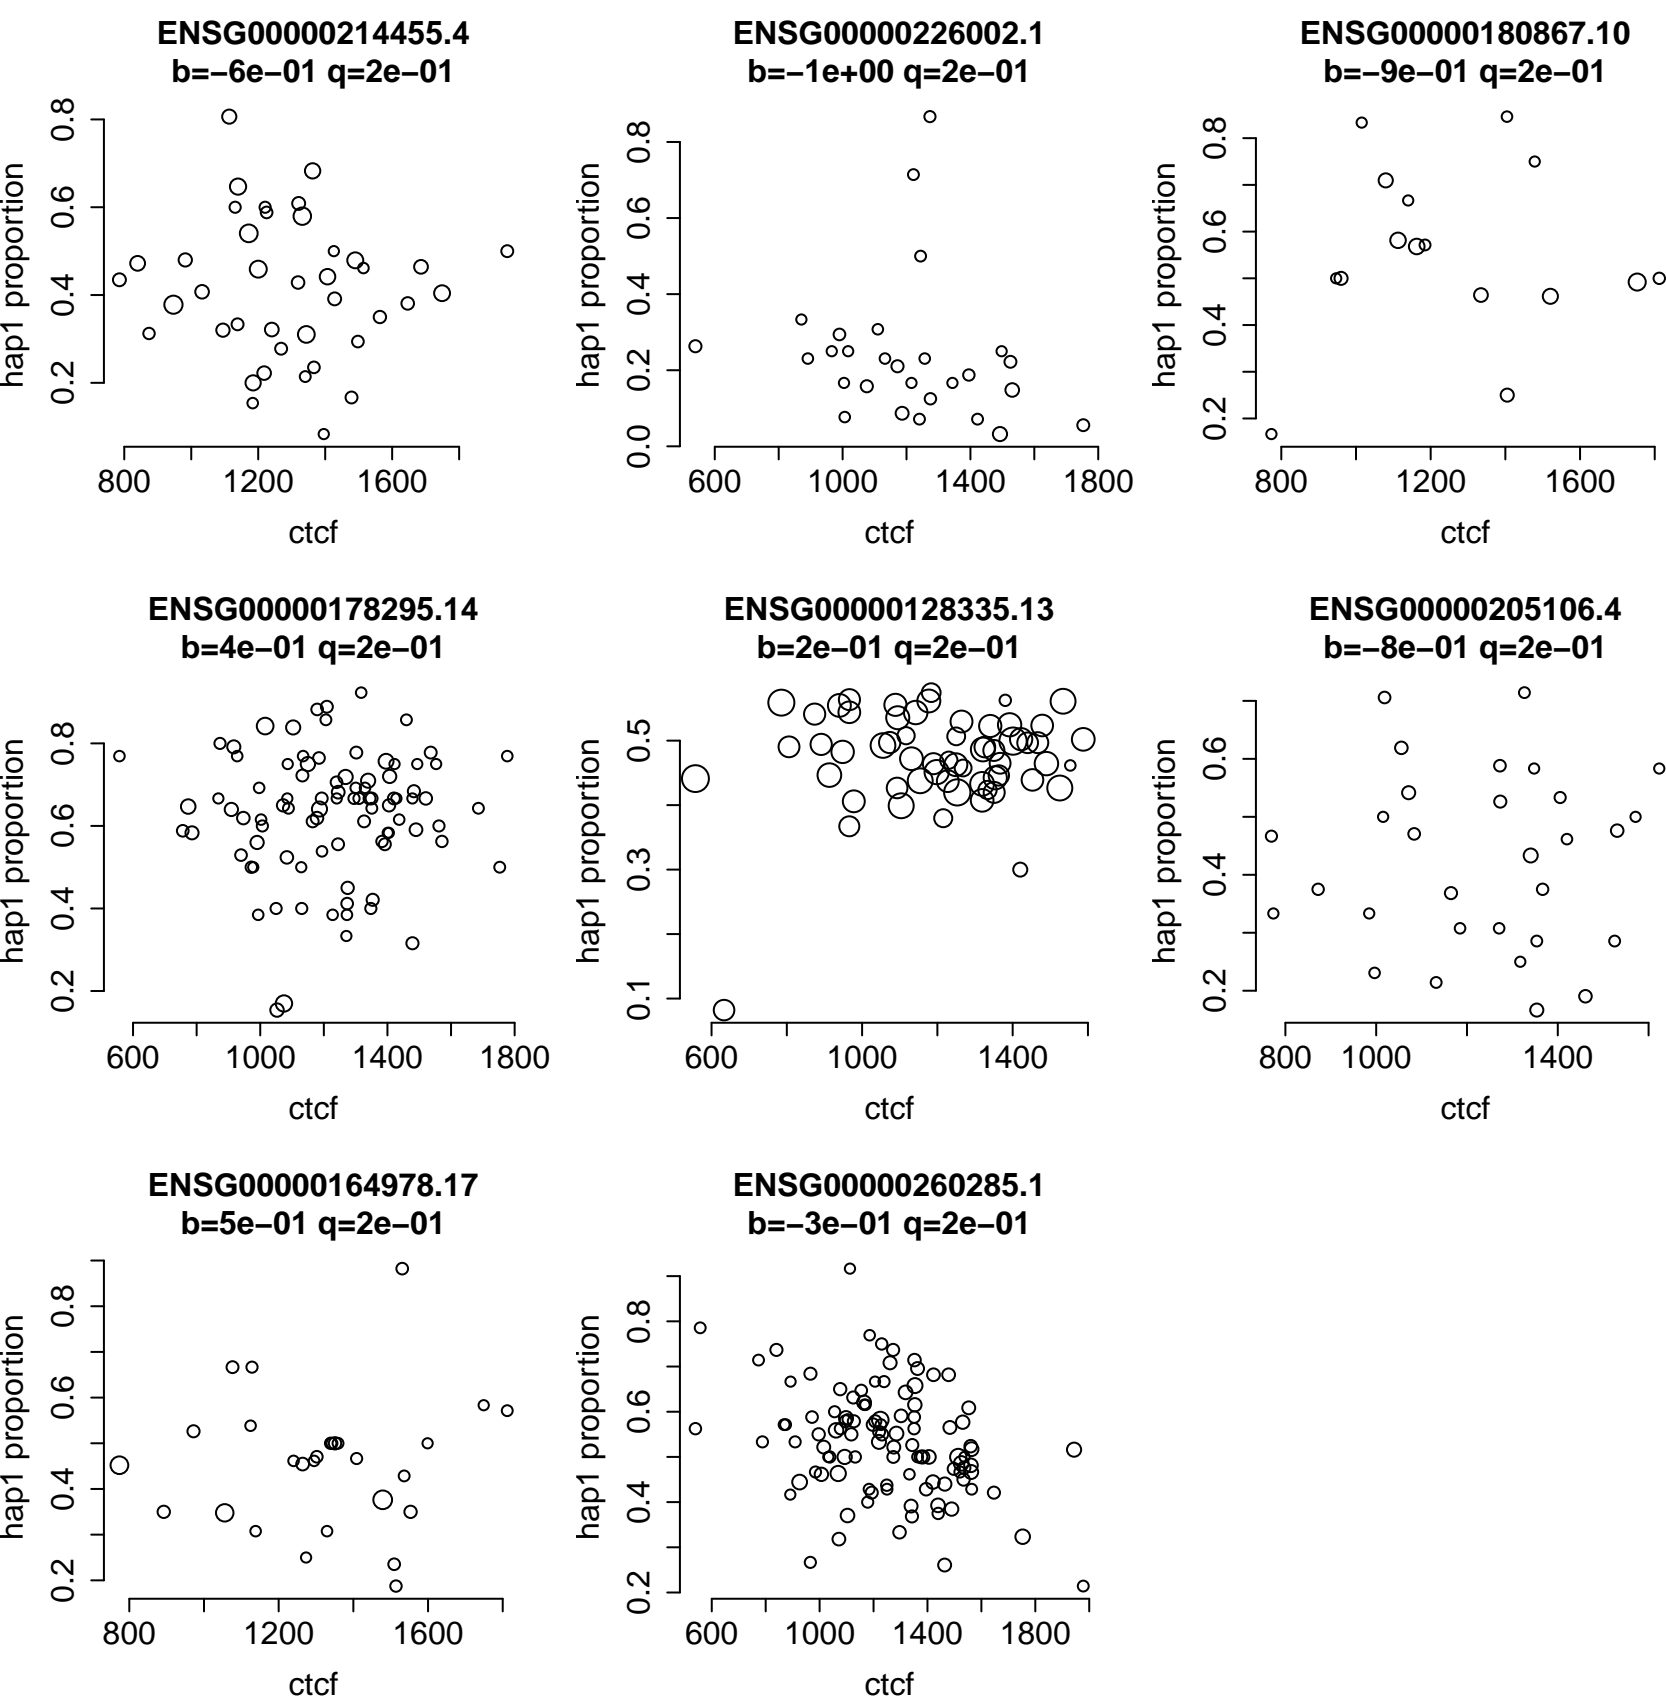 ENSG00000214455.4
b=−6e−01 q=2e−01
hap1 proportion
0.2 0.4 0.6 0.8
800 1200 1600
ctcf
ENSG00000226002.1
b=−1e+00 q=2e−01
hap1 proportion
0.0 0.2 0.4 0.6 0.8
600 1000 1400 1800
ctcf
ENSG00000180867.10
b=−9e−01 q=2e−01
hap1 proportion
0.2 0.4 0.6 0.8
800 1200 1600
ctcf
ENSG00000178295.14
b=4e−01 q=2e−01
hap1 proportion
0.2 0.4 0.6 0.8
600 1000 1400 1800
ctcf
ENSG00000128335.13
b=2e−01 q=2e−01
hap1 proportion
0.1 0.3 0.5
600 1000 1400
ctcf
ENSG00000205106.4
b=−8e−01 q=2e−01
hap1 proportion
0.2 0.4 0.6
800 1000 1400
ctcf
ENSG00000164978.17
b=5e−01 q=2e−01
hap1 proportion
0.2 0.4 0.6 0.8
800 1200 1600
ctcf
ENSG00000260285.1
b=−3e−01 q=2e−01
hap1 proportion
0.2 0.4 0.6 0.8
600 1000 1400 1800
ctcf